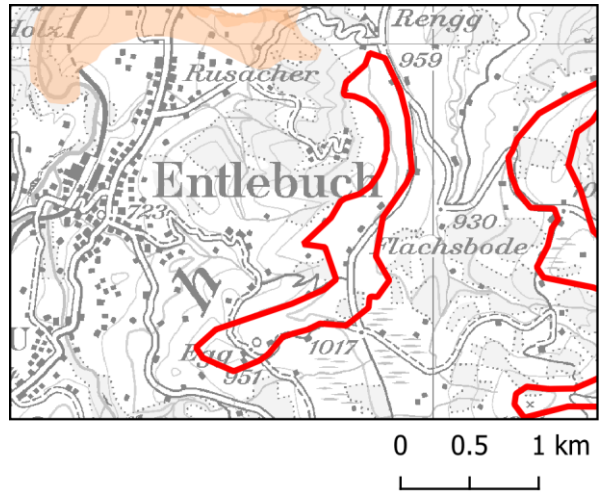 Holz
Rengg
959
Rusacher
Entlebuch
723
930
Flachsbode
h
U
Egg
951
1017
0 0.5 1 km